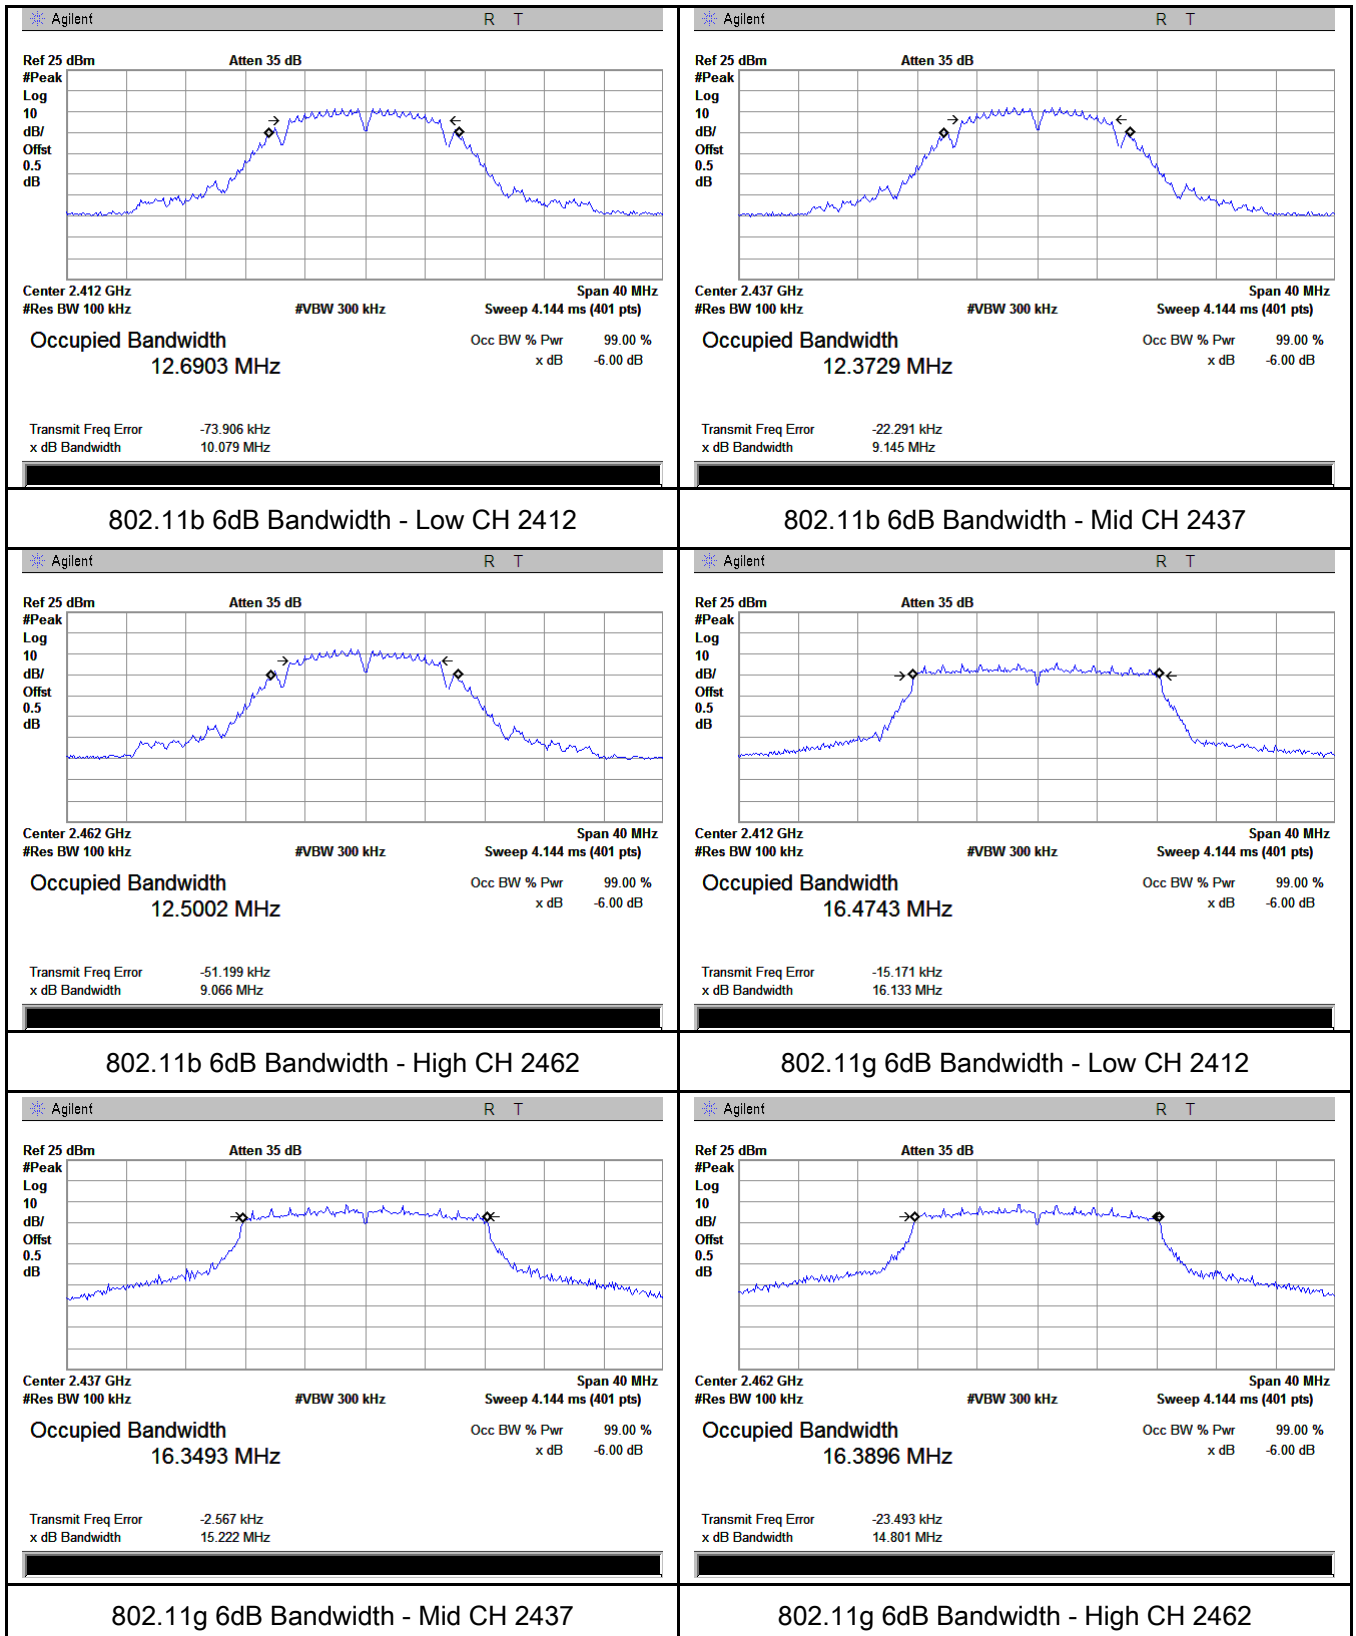 Agilent R T
Ref 25 dBm Atten 35 dB
#Peak
Log
10
dB/
Offst
0.5
dB
Center 2.412 GHz Span 40 MHz
#Res BW 100 kHz #VBW 300 kHz Sweep 4.144 ms (401 pts)
Occupied Bandwidth Occ BW % Pwr 99.00 %
12.6903 MHz x dB -6.00 dB
Transmit Freq Error -73.906 kHz
x dB Bandwidth 10.079 MHz
802.11b 6dB Bandwidth - Low CH 2412
Agilent R T
Ref 25 dBm Atten 35 dB
#Peak
Log
10
dB/
Offst
0.5
dB
Center 2.437 GHz Span 40 MHz
#Res BW 100 kHz #VBW 300 kHz Sweep 4.144 ms (401 pts)
Occupied Bandwidth Occ BW % Pwr 99.00 %
12.3729 MHz x dB -6.00 dB
Transmit Freq Error -22.291 kHz
x dB Bandwidth 9.145 MHz
802.11b 6dB Bandwidth - Mid CH 2437
Agilent R T
Ref 25 dBm Atten 35 dB
#Peak
Log
10
dB/
Offst
0.5
dB
Center 2.462 GHz Span 40 MHz
#Res BW 100 kHz #VBW 300 kHz Sweep 4.144 ms (401 pts)
Occupied Bandwidth Occ BW % Pwr 99.00 %
12.5002 MHz x dB -6.00 dB
Transmit Freq Error -51.199 kHz
x dB Bandwidth 9.066 MHz
802.11b 6dB Bandwidth - High CH 2462
Agilent R T
Ref 25 dBm Atten 35 dB
#Peak
Log
10
dB/
Offst
0.5
dB
Center 2.412 GHz Span 40 MHz
#Res BW 100 kHz #VBW 300 kHz Sweep 4.144 ms (401 pts)
Occupied Bandwidth Occ BW % Pwr 99.00 %
16.4743 MHz x dB -6.00 dB
Transmit Freq Error -15.171 kHz
x dB Bandwidth 16.133 MHz
802.11g 6dB Bandwidth - Low CH 2412
Agilent R T
Ref 25 dBm Atten 35 dB
#Peak
Log
10
dB/
Offst
0.5
dB
Center 2.437 GHz Span 40 MHz
#Res BW 100 kHz #VBW 300 kHz Sweep 4.144 ms (401 pts)
Occupied Bandwidth Occ BW % Pwr 99.00 %
16.3493 MHz x dB -6.00 dB
Transmit Freq Error -2.567 kHz
x dB Bandwidth 15.222 MHz
802.11g 6dB Bandwidth - Mid CH 2437
Agilent R T
Ref 25 dBm Atten 35 dB
#Peak
Log
10
dB/
Offst
0.5
dB
Center 2.462 GHz Span 40 MHz
#Res BW 100 kHz #VBW 300 kHz Sweep 4.144 ms (401 pts)
Occupied Bandwidth Occ BW % Pwr 99.00 %
16.3896 MHz x dB -6.00 dB
Transmit Freq Error -23.493 kHz
x dB Bandwidth 14.801 MHz
802.11g 6dB Bandwidth - High CH 2462